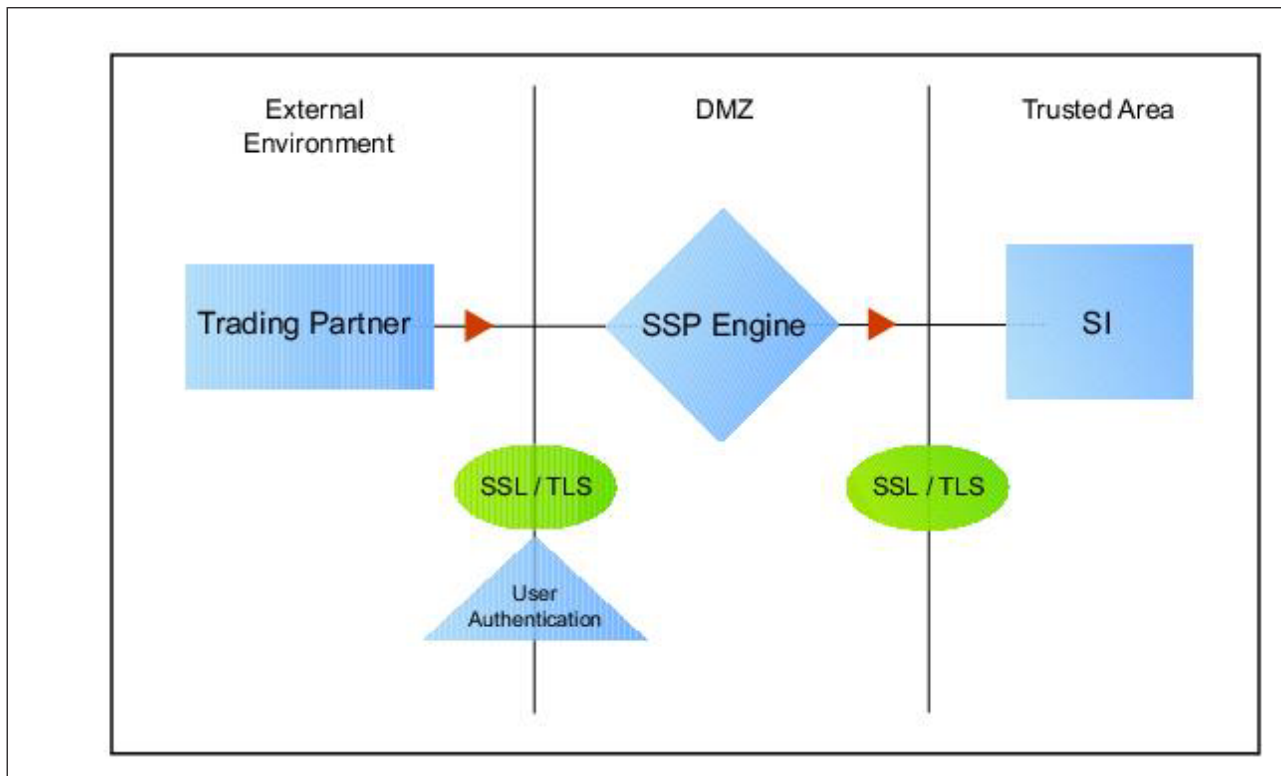 External
Environment
DMZ
Trusted Area
Trading Partner
SSP Engine
SI
SSL / TLS
SSL / TLS
User
Authentication